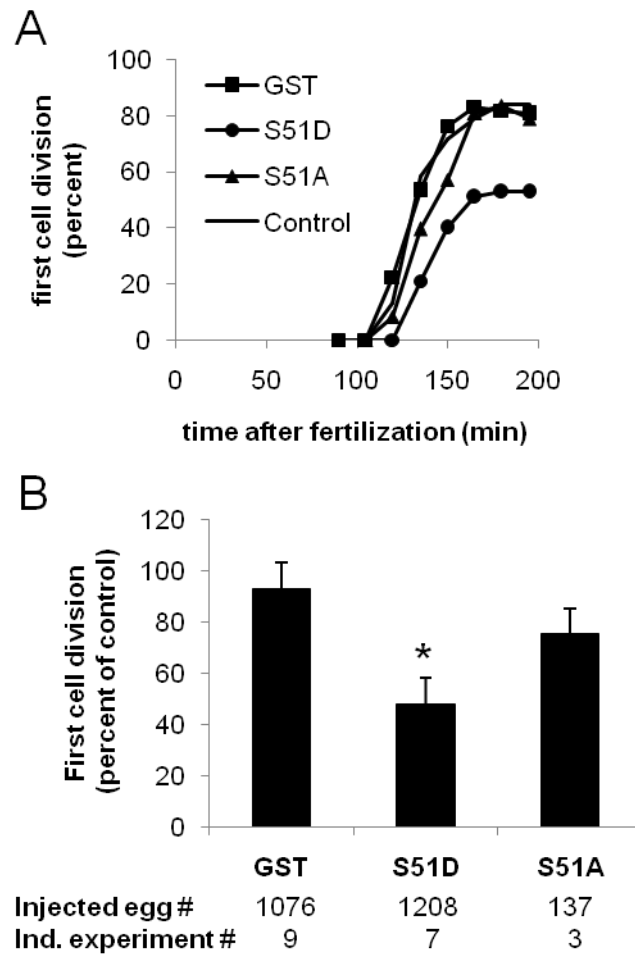 A
first cell division
(percent)
100
80
60
40
20
0
GST
S51D
S51A
Control
0 50 100 150 200
time after fertilization (min)
B
First cell division
(percent of control)
120
100
80
60
40
20
0
*
GST S51D S51A
Injected egg # 1076 1208 137
Ind. experiment # 9 7 3